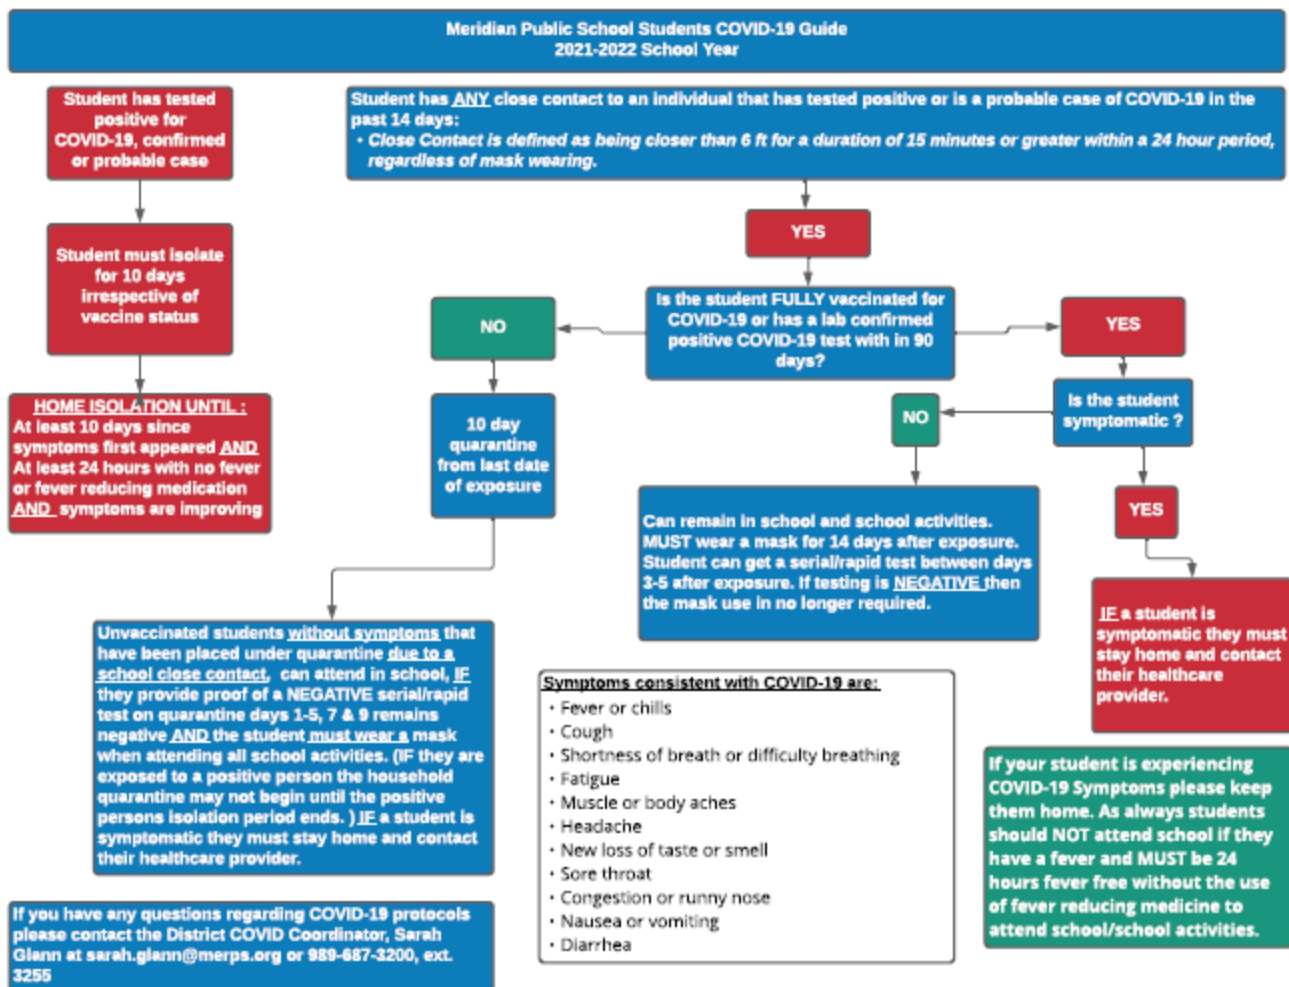 Meridian Public School Students COVID-19 Guide
2021-2022 School Year
Student has tested
positive for
COVID-19, confirmed
or probable case
Student must isolate
for 10 days
irrespective of
vaccine status
HOME ISOLATION UNTIL :
At least 10 days since
symptoms first appeared AND
At least 24 hours with no fever
or fever reducing medication
AND symptoms are improving
Student has ANY close contact to an individual that has tested positive or is a probable case of COVID-19 in the
past 14 days:
• Close Contact is defined as being closer than 6 ft for a duration of 15 minutes or greater within a 24 hour period,
regardless of mask wearing.
YES
Is the student FULLY vaccinated for
COVID-19 or has a lab confirmed
positive COVID-19 test with in 90
days?
NO
10 day
quarantine
from last date
of exposure
Unvaccinated students without symptoms that
have been placed under quarantine due to a
school close contact, can attend in school, IF
they provide proof of a NEGATIVE serial/rapid
test on quarantine days 1-5, 7 & 9 remains
negative AND the student must wear a mask
when attending all school activities. (IF they are
exposed to a positive person the household
quarantine may not begin until the positive
persons isolation period ends. ) IF a student is
symptomatic they must stay home and contact
their healthcare provider.
YES
Is the student
symptomatic ?
NO
Can remain in school and school activities.
MUST wear a mask for 14 days after exposure.
Student can get a serial/rapid test between days
3-5 after exposure. If testing is NEGATIVE then
the mask use in no longer required.
YES
IF a student is
symptomatic they must
stay home and contact
their healthcare
provider.
Symptoms consistent with COVID-19 are:
• Fever or chills
• Cough
• Shortness of breath or difficulty breathing
• Fatigue
• Muscle or body aches
• Headache
• New loss of taste or smell
• Sore throat
• Congestion or runny nose
• Nausea or vomiting
• Diarrhea
If your student is experiencing
COVID-19 Symptoms please keep
them home. As always students
should NOT attend school if they
have a fever and MUST be 24
hours fever free without the use
of fever reducing medicine to
attend school/school activities.
If you have any questions regarding COVID-19 protocols
please contact the District COVID Coordinator, Sarah
Glann at sarah.glann@merps.org or 989-687-3200, ext.
3255